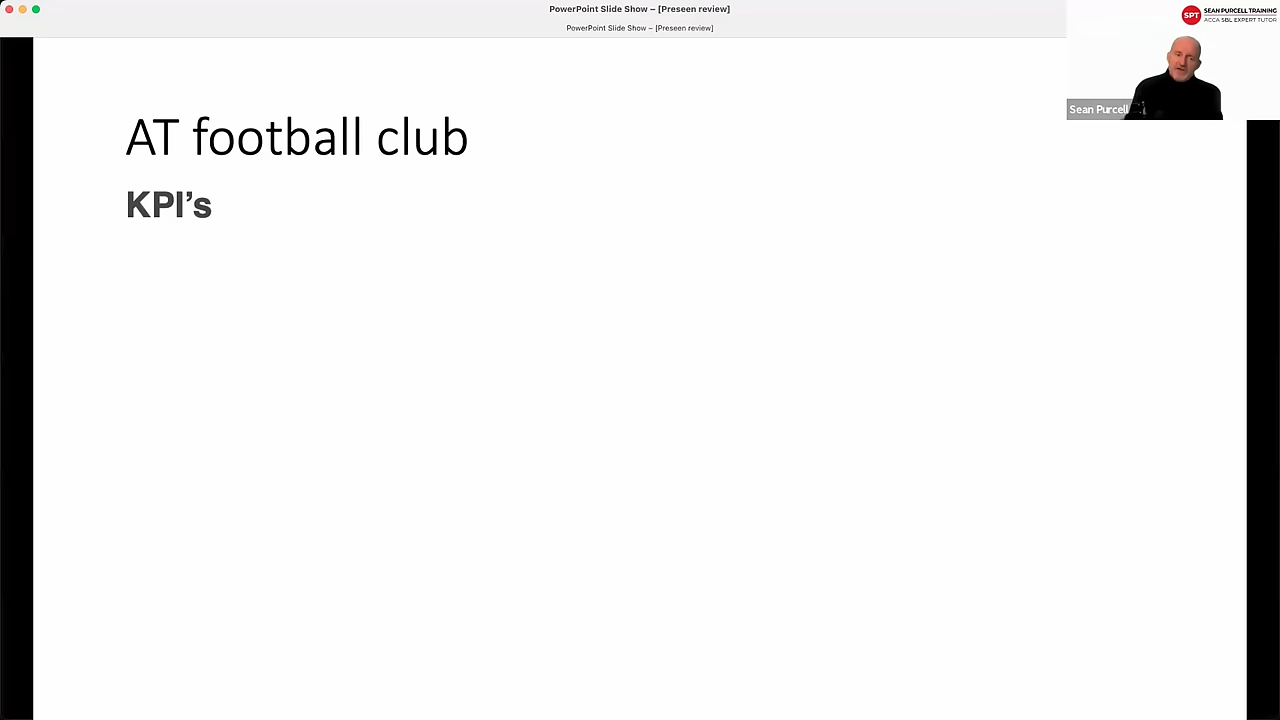 PowerPoint Slide Show – [Preseen review]
PowerPoint Slide Show – [Preseen review]
SPT
SEAN PURCELL TRAINING
ACCA SBL EXPERT TUTOR
Sean Purcell
AT football club
KPI’s